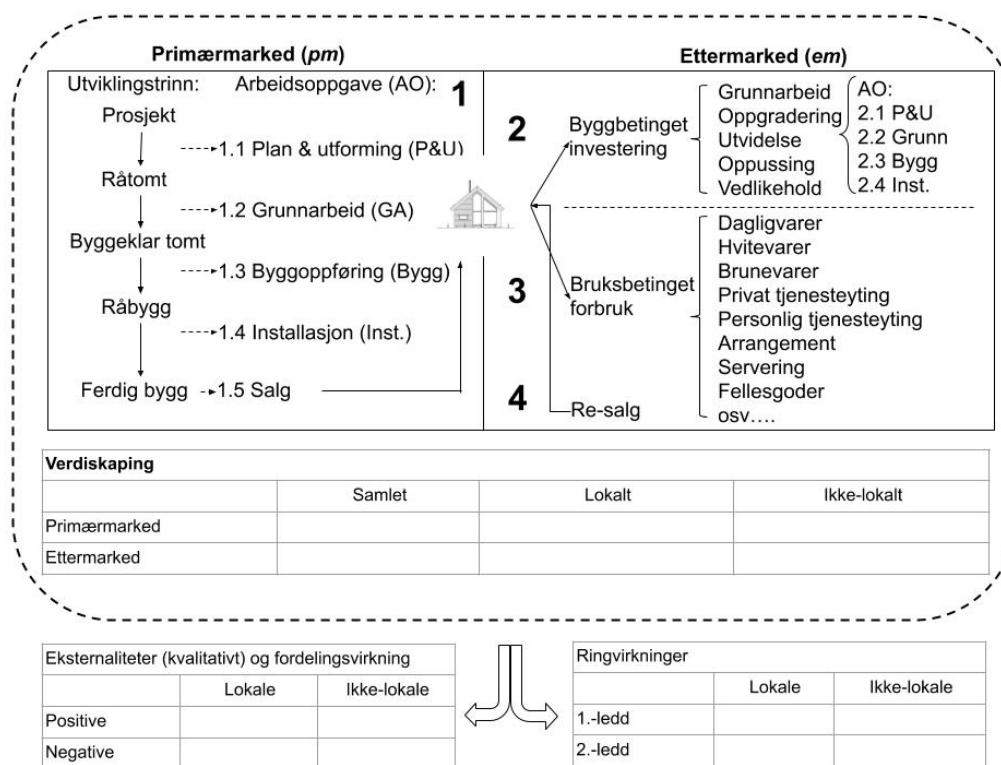 Primærmarked (pm)
Ettermarked (em)
Utviklingstrinn:
Arbeidsoppgave (AO):
1
Prosjekt
1.1 Plan & utforming (P&U)
Råtomt
1.2 Grunnarbeid (GA)
Byggeklar tomt
1.3 Byggoppføring (Bygg)
Råbygg
1.4 Installasjon (Inst.)
Ferdig bygg
1.5 Salg
2
Byggbetinget
investering
Grunnarbeid
Oppgradering
Utvidelse
Oppussing
Vedlikehold
AO:
2.1 P&U
2.2 Grunn
2.3 Bygg
2.4 Inst.
3
Bruksbetinget
forbruk
Dagligvarer
Hvitevarer
Brunevarer
Privat tjenesteyting
Personlig tjenesteyting
Arrangement
Servering
Fellesgoder
osv....
4
Re-salg
Verdiskaping
Samlet Lokalt Ikke-lokalt
Primærmarked
Ettermarked
Eksternaliteter (kvalitativt) og fordelingsvirkning
Lokale Ikke-lokale
Positive
Negative
Ringvirkninger
Lokale Ikke-lokale
1.-ledd
2.-ledd